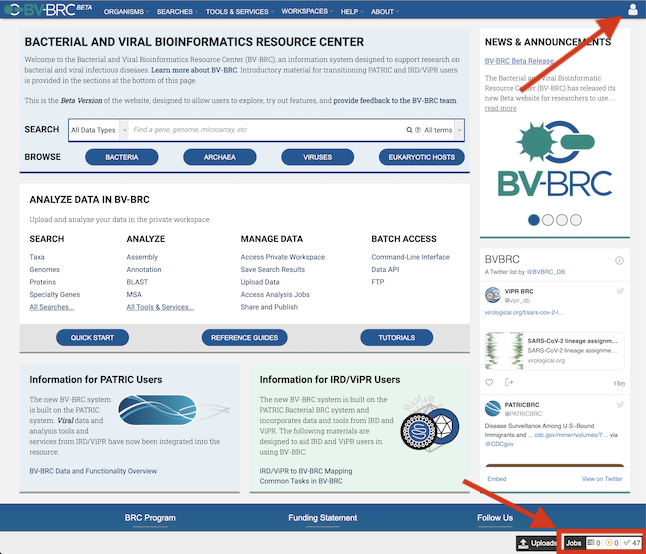 BV-BRC BETA
ORGANISMS SEARCHES TOOLS & SERVICES WORKSPACES HELP ABOUT
BACTERIAL AND VIRAL BIOINFORMATICS RESOURCE CENTER
Welcome to the Bacterial and Viral Bioinformatics Resource Center (BV-BRC), an information system designed to support research on
bacterial and viral infectious diseases. Learn more about BV-BRC. Introductory material for transitioning PATRIC and IRD/ViPR users
is provided in the sections at the bottom of this page.
This is the Beta Version of the website, designed to allow users to explore, try out features, and provide feedback to the BV-BRC team.
SEARCH
All Data Types
Find a gene, genome, microarray, etc
All terms
BROWSE
BACTERIA
ARCHAEA
VIRUSES
EUKARYOTIC HOSTS
ANALYZE DATA IN BV-BRC
Upload and analyze your data in the private workspace.
SEARCH
Taxa
Genomes
Proteins
Specialty Genes
All Searches...
ANALYZE
Assembly
Annotation
BLAST
MSA
All Tools & Services...
MANAGE DATA
Access Private Workspace
Save Search Results
Upload Data
Access Analysis Jobs
Share and Publish
BATCH ACCESS
Command-Line Interface
Data API
FTP
QUICK START
REFERENCE GUIDES
TUTORIALS
Information for PATRIC Users
The new BV-BRC system
is built on the PATRIC
system. Viral data and
analysis tools and
services from IRD/ViPR have now been integrated into the
resource.
BV-BRC Data and Functionality Overview
Information for IRD/ViPR Users
The new BV-BRC system is built on the
PATRIC Bacterial BRC system and
incorporates data and tools from IRD and
ViPR. The following materials are
designed to aid IRD and ViPR users in
using BV-BRC.
IRD/ViPR to BV-BRC Mapping
Common Tasks in BV-BRC
NEWS & ANNOUNCEMENTS
BV-BRC Beta Release
The Bacterial and Viral Bioinformatic
Resource Center (BV-BRC) has released its
new Beta website for researchers to use. ...
read more
BV-BRC
BVBRC
A Twitter list by @BVBRC_DB
VIPR BRC
@vipr_db
virological.org/t/sars-cov-2-l...
SARS-CoV-2 lineage assignm...
SARS-CoV-2 lineage assignme...
virological.org
15m
PATRICBRC
@PATRICBRC
Disease Surveillance Among U.S.-Bound
Immigrants and ... cdc.gov/mmwr/volumes/7... via
@CDCgov
Embed
View on Twitter
BRC Program
Funding Statement
Follow Us
Uploads
Jobs 0 0 47